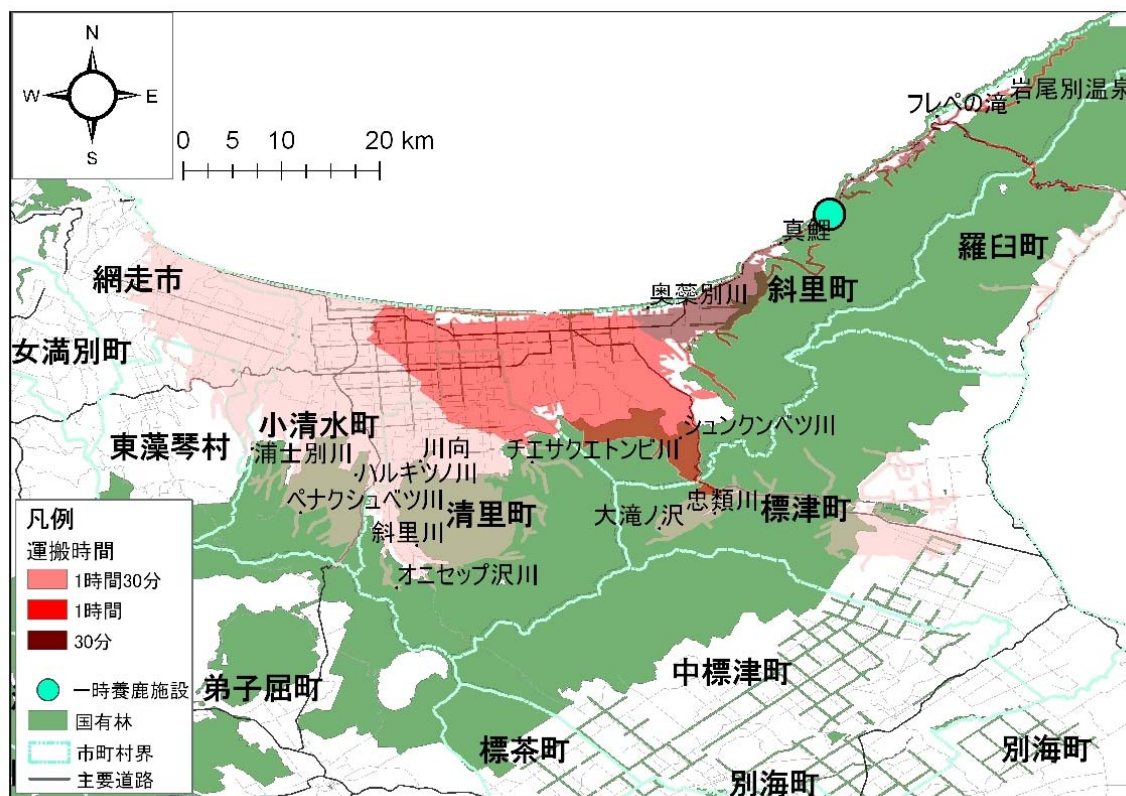 N
W E
S
0 5 10 20 km
フレペの滝
岩尾別温泉
真鯉
羅臼町
網走市
奥蘂別川
斜里町
女満別町
小清水町
東藻琴村
浦士別川
川向
チエサクエトンビ川
シュンクンベツ川
ハルキツノ川
ペナクシュベツ川
清里町
大滝ノ沢
忠類川
標津町
斜里川
オニセップ沢川
凡例
運搬時間
1時間30分
1時間
30分
一時養鹿施設
国有林
市町村界
主要道路
弟子屈町
中標津町
標茶町
別海町
別海町